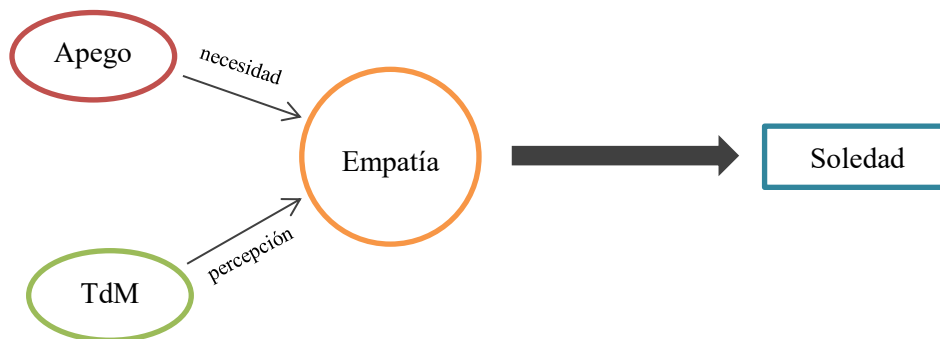 Apego
necesidad
Empatía
Soledad
percepción
TdM